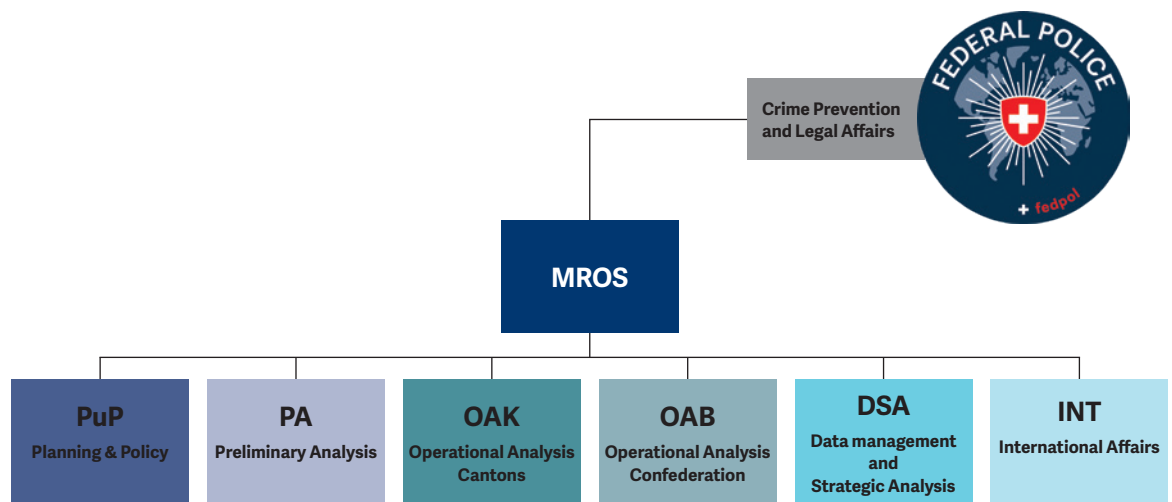 FEDERAL POLICE
Crime Prevention
and Legal Affairs
fedpol
MROS
PuP
Planning & Policy
PA
Preliminary Analysis
OAK
Operational Analysis
Cantons
OAB
Operational Analysis
Confederation
DSA
Data management
and
Strategic Analysis
INT
International Affairs